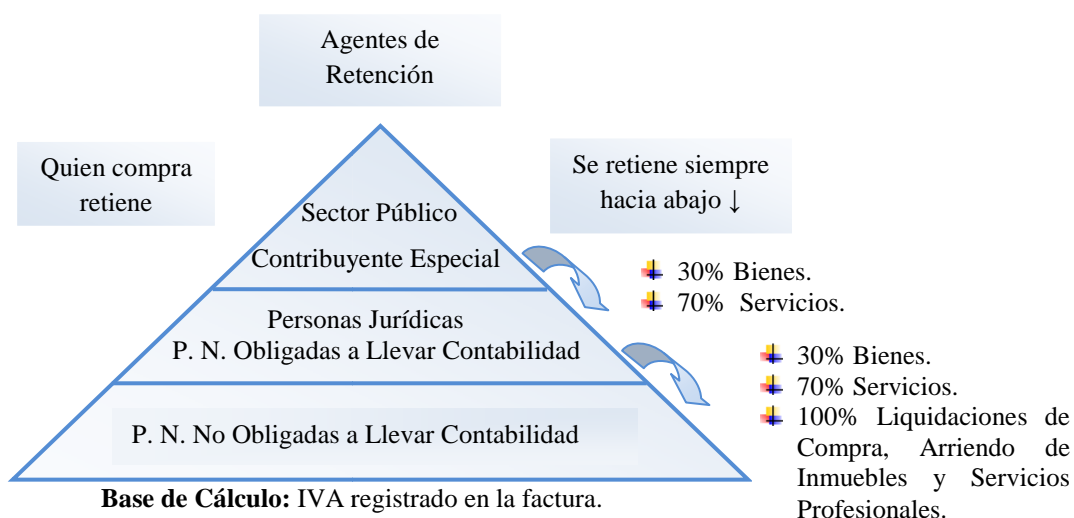 Agentes de
Retención
Quien compra
retiene
Se retiene siempre
hacia abajo ↓
Sector Público
Contribuyente Especial
30% Bienes.
70% Servicios.
Personas Jurídicas
P. N. Obligadas a Llevar Contabilidad
30% Bienes.
70% Servicios.
100% Liquidaciones de
Compra, Arriendo de
Inmuebles y Servicios
Profesionales.
P. N. No Obligadas a Llevar Contabilidad
Base de Cálculo: IVA registrado en la factura.